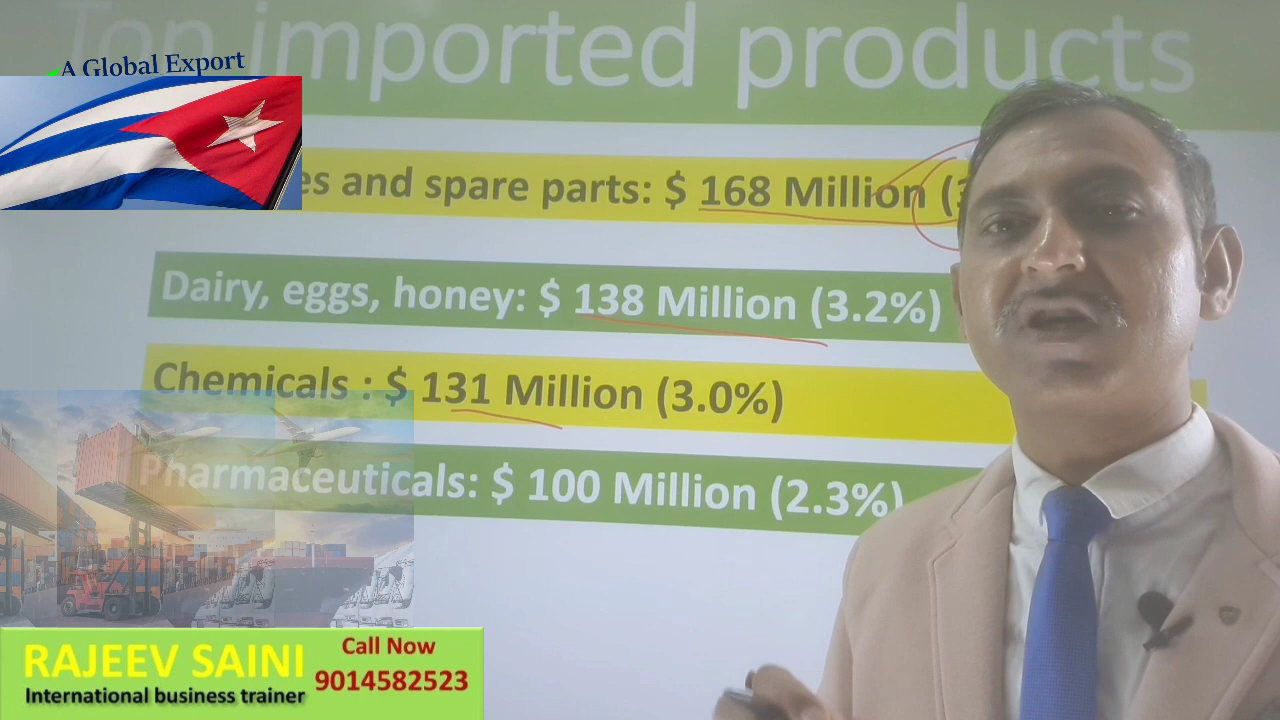 Top imported products
A Global Export
es and spare parts: $ 168 Million (3
Dairy, eggs, honey: $ 138 Million (3.2%)
Chemicals : $ 131 Million (3.0%)
Pharmaceuticals: $ 100 Million (2.3%)
RAJEEV SAINI
International business trainer
Call Now
9014582523